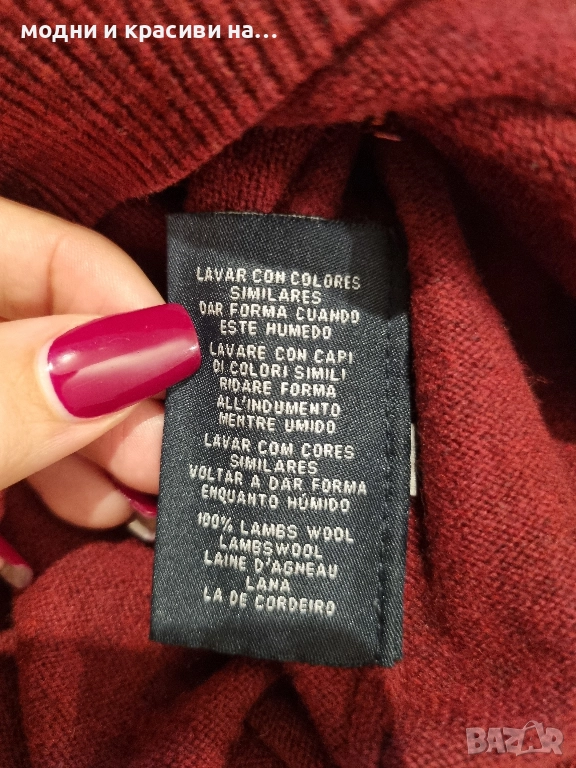 модни и красиви на...
LAVAR CON COLORES
SIMILARES
DAR FORMA CUANDO
ESTE HUMEDO
LAVARE CON CAPI
DI COLORI SIMILI
RIDARE FORMA
ALL'INDUMENTO
MENTRE UMIDO
LAVAR COM CORES
SIMILARES
VOLTAR A DAR FORMA
ENQUANTO HÚMIDO
100% LAMBS WOOL
LAMBSWOOL
LAINE D'AGNEAU
LANA
LA DE CORDEIRO
BAZAR